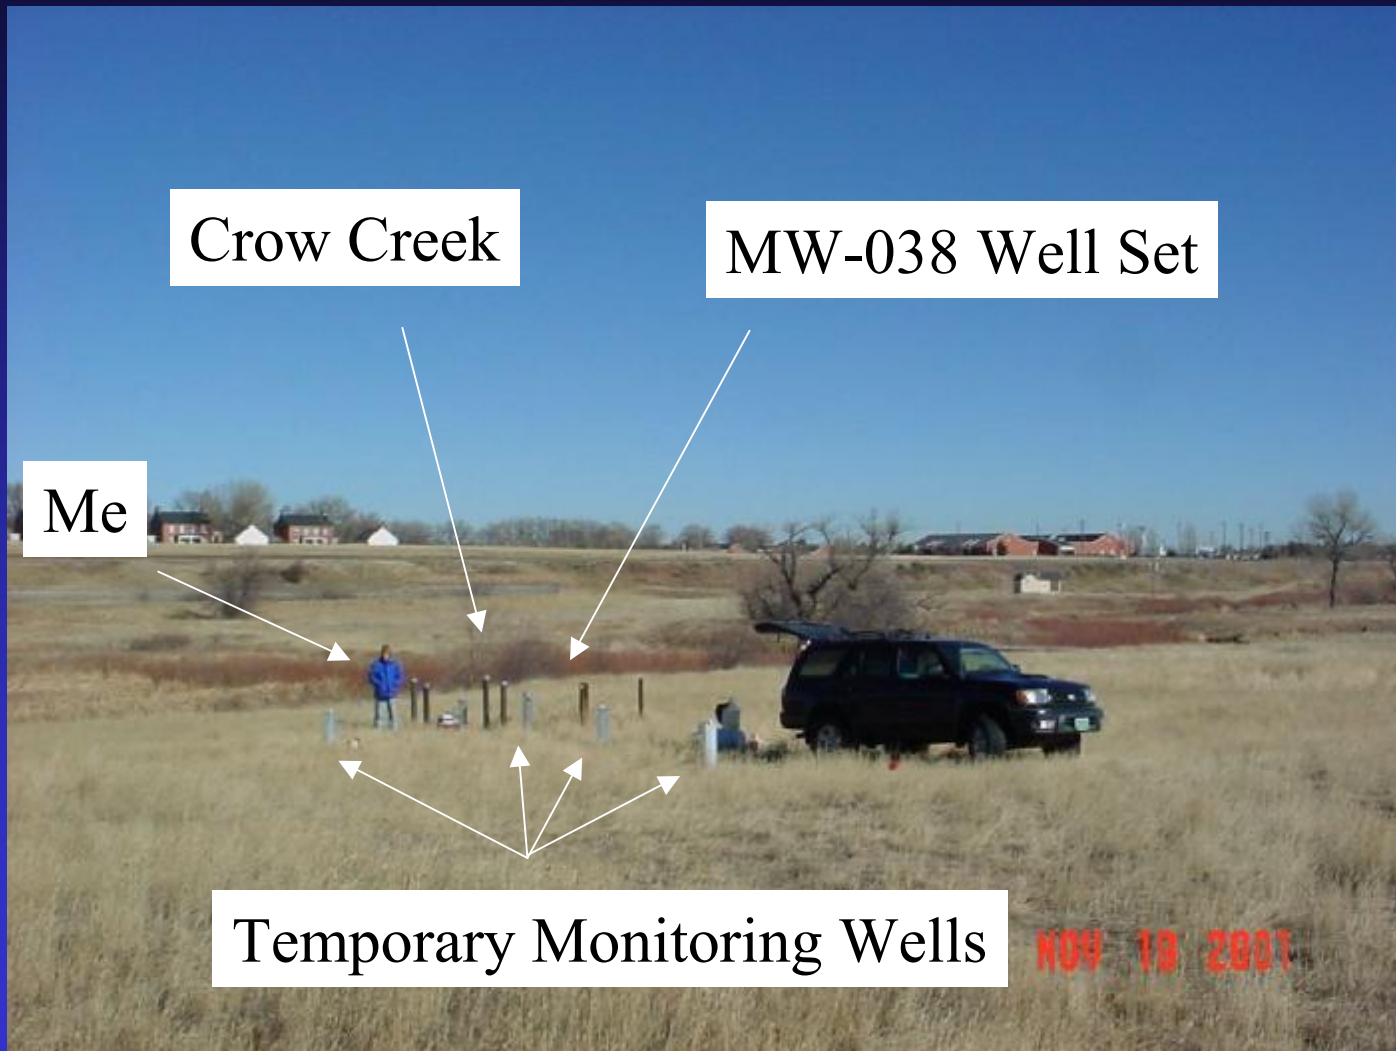 Crow Creek
MW-038 Well Set
Me
Temporary Monitoring Wells
NOV 19 2001